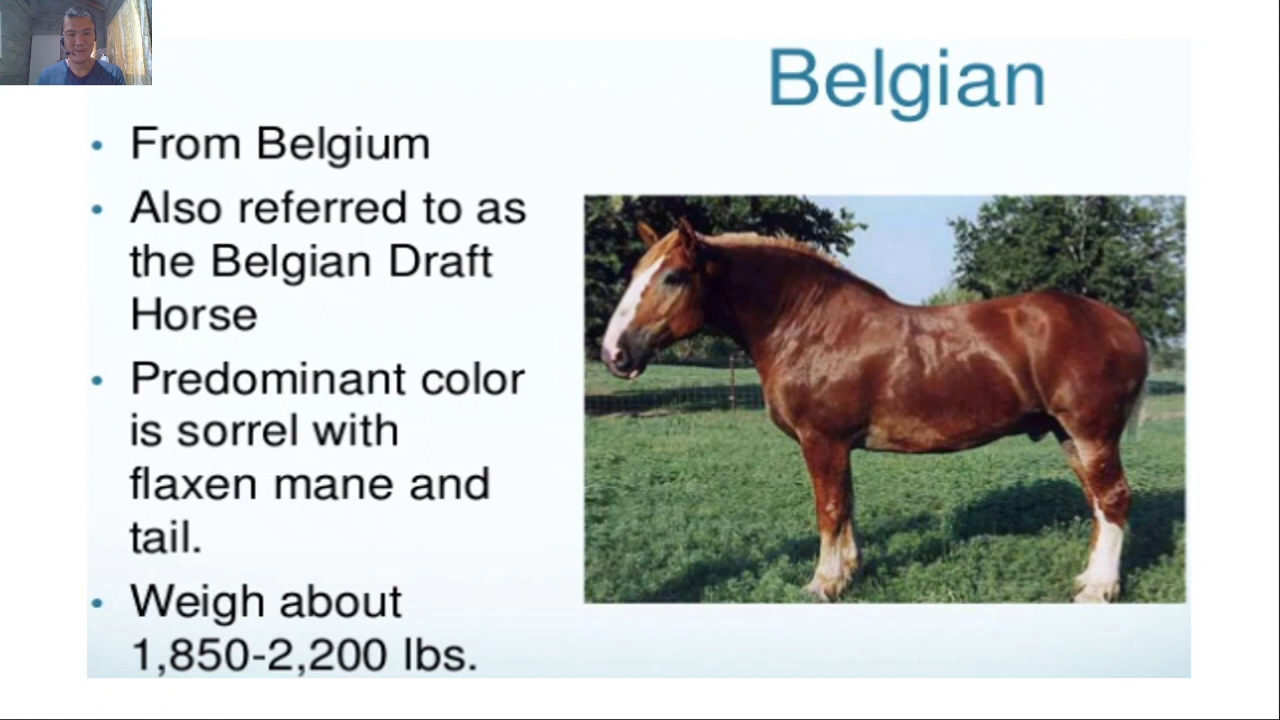 Belgian
• From Belgium
• Also referred to as
the Belgian Draft
Horse
• Predominant color
is sorrel with
flaxen mane and
tail.
• Weigh about
1,850-2,200 lbs.